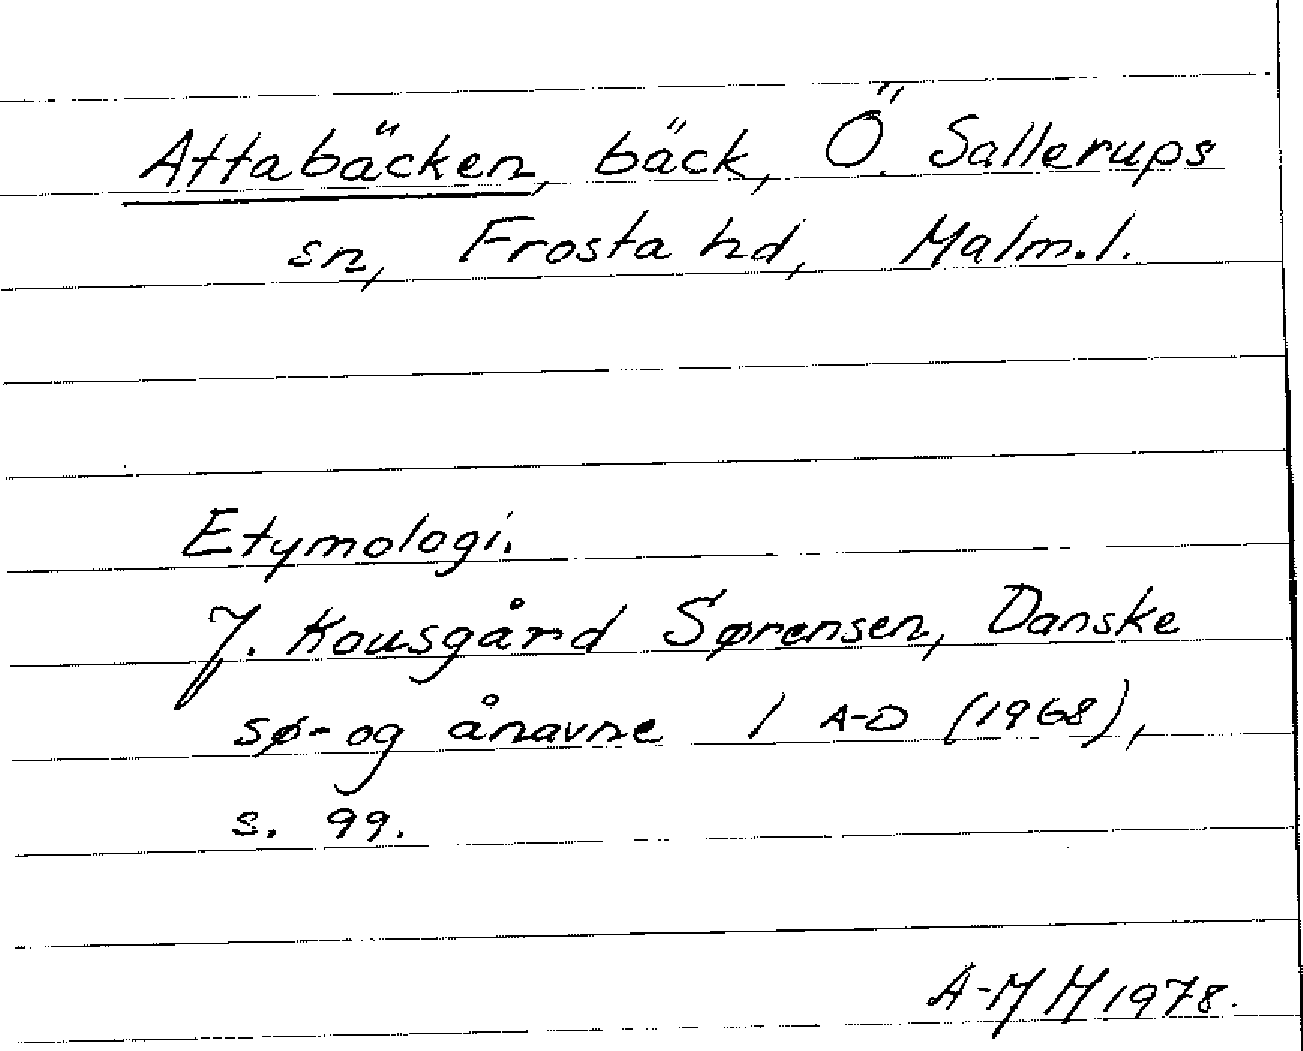 Attabäcken, bäck, Ö. Sallerups
sn, Frosta hd, Malm.l.
Etymologi.
J. Kousgård Sørensen, Danske
sø- og ånavne 1 A-D (1968),
s. 99.
A-M H 1978.